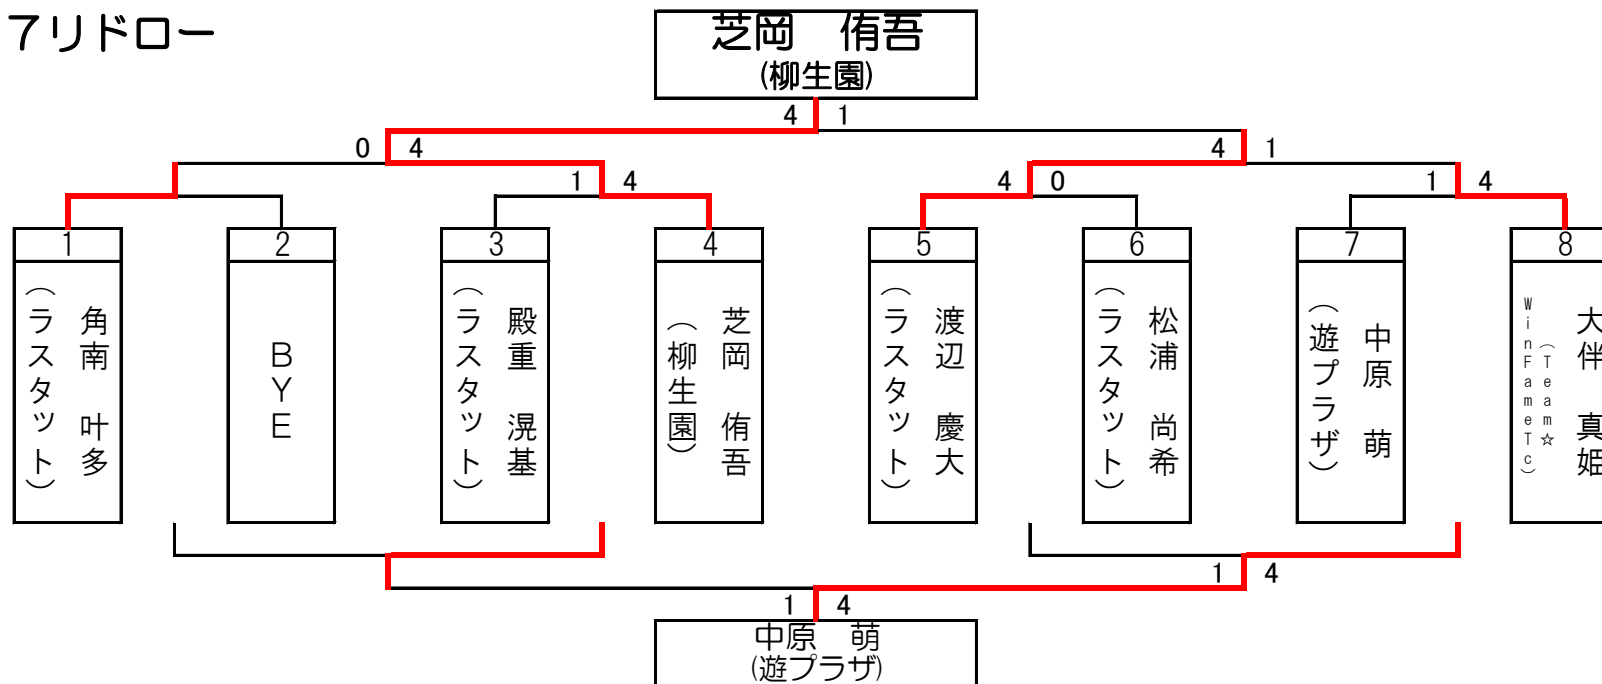 7リドロー
芝岡　侑吾
(柳生園)
4 1
0 4
4 1
1 4
4 0
1 4
1
角南　叶多
(ラスタット)
2
BYE
3
殿重　滉基
(ラスタット)
4
芝岡　侑吾
(柳生園)
5
渡辺　慶大
(ラスタット)
6
松浦　尚希
(ラスタット)
7
中原　萌
(遊プラザ)
8
大伴　真姫
(Team☆
WinFameTc)
1 4
1 4
中原　萌
(遊プラザ)